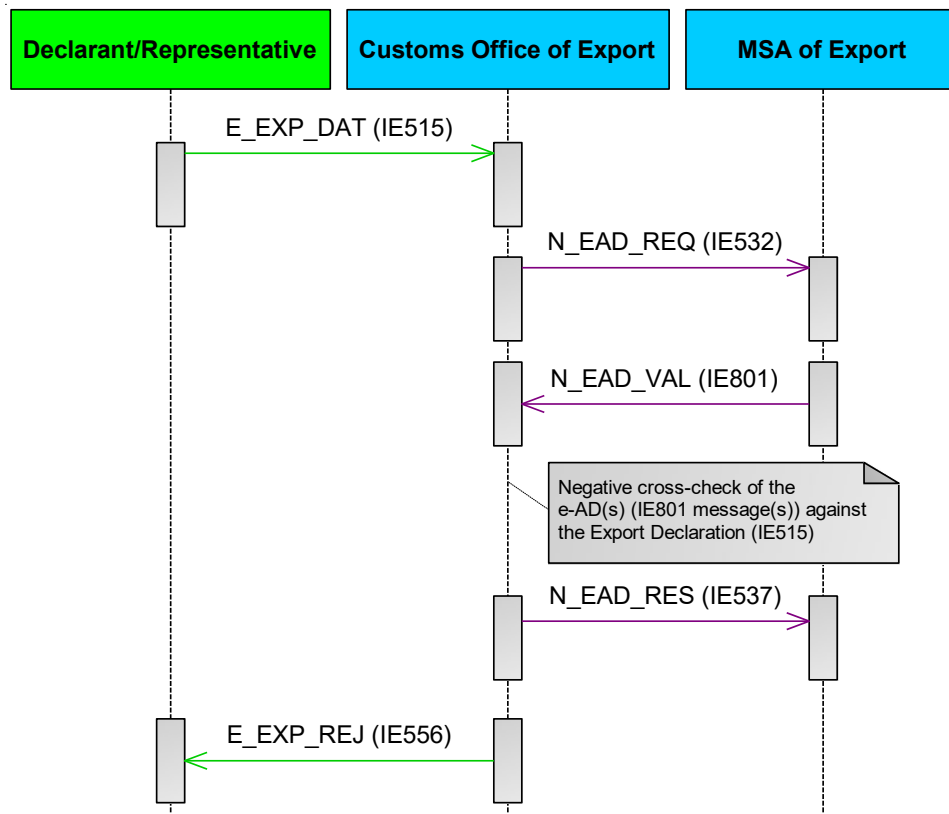 Declarant/Representative
Customs Office of Export
MSA of Export
E_EXP_DAT (IE515)
N_EAD_REQ (IE532)
N_EAD_VAL (IE801)
Negative cross-check of the
e-AD(s) (IE801 message(s)) against
the Export Declaration (IE515)
N_EAD_RES (IE537)
E_EXP_REJ (IE556)